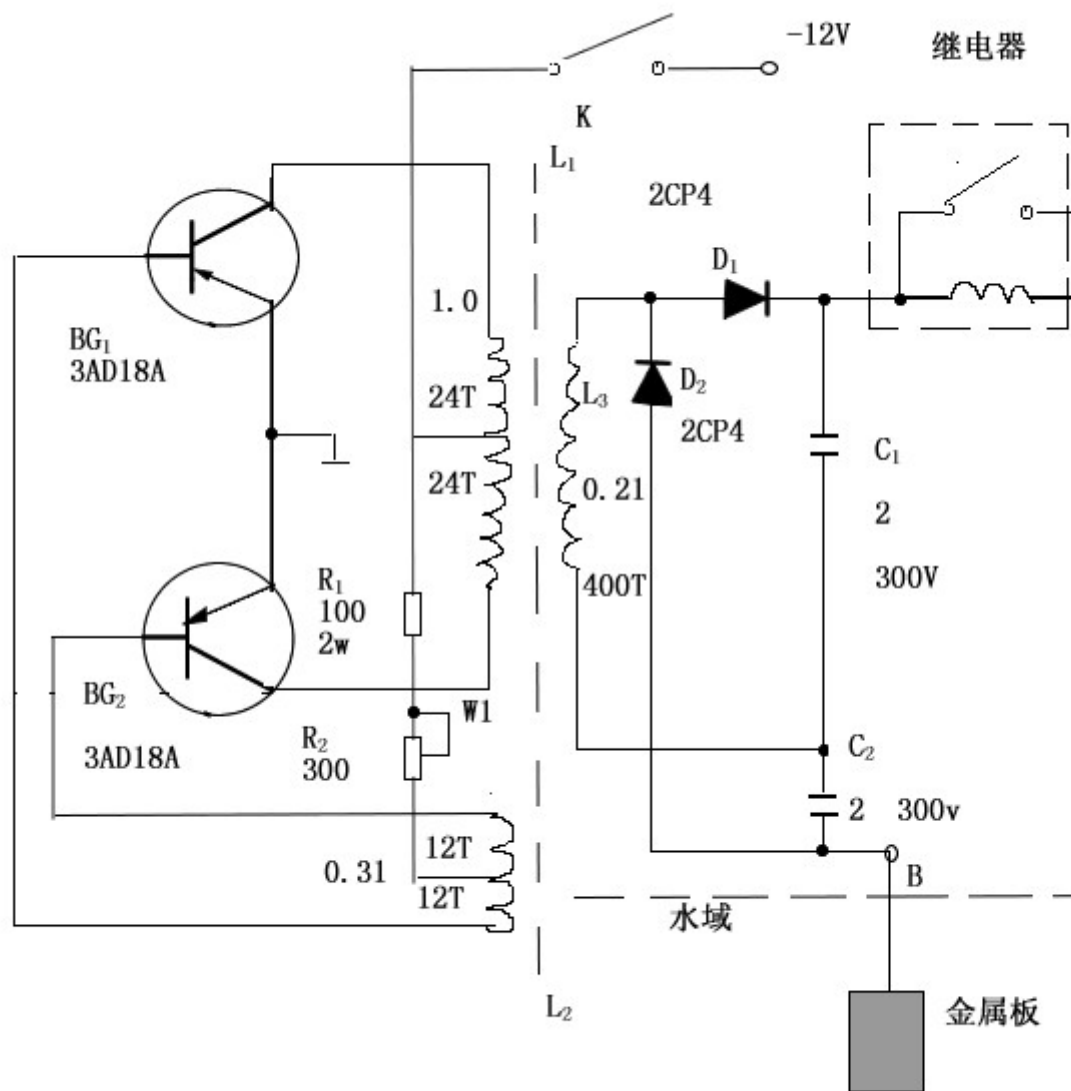 -12V
继电器
K
L₁
2CP4
D₁
1.0
BG₁
3AD18A
24T
L₃
D₂
2CP4
24T
C₁
0.21
2
400T
300V
R₁
100
2w
BG₂
W1
3AD18A
R₂
300
C₂
2 300v
12T
0.31
12T
B
水域
L₂
金属板